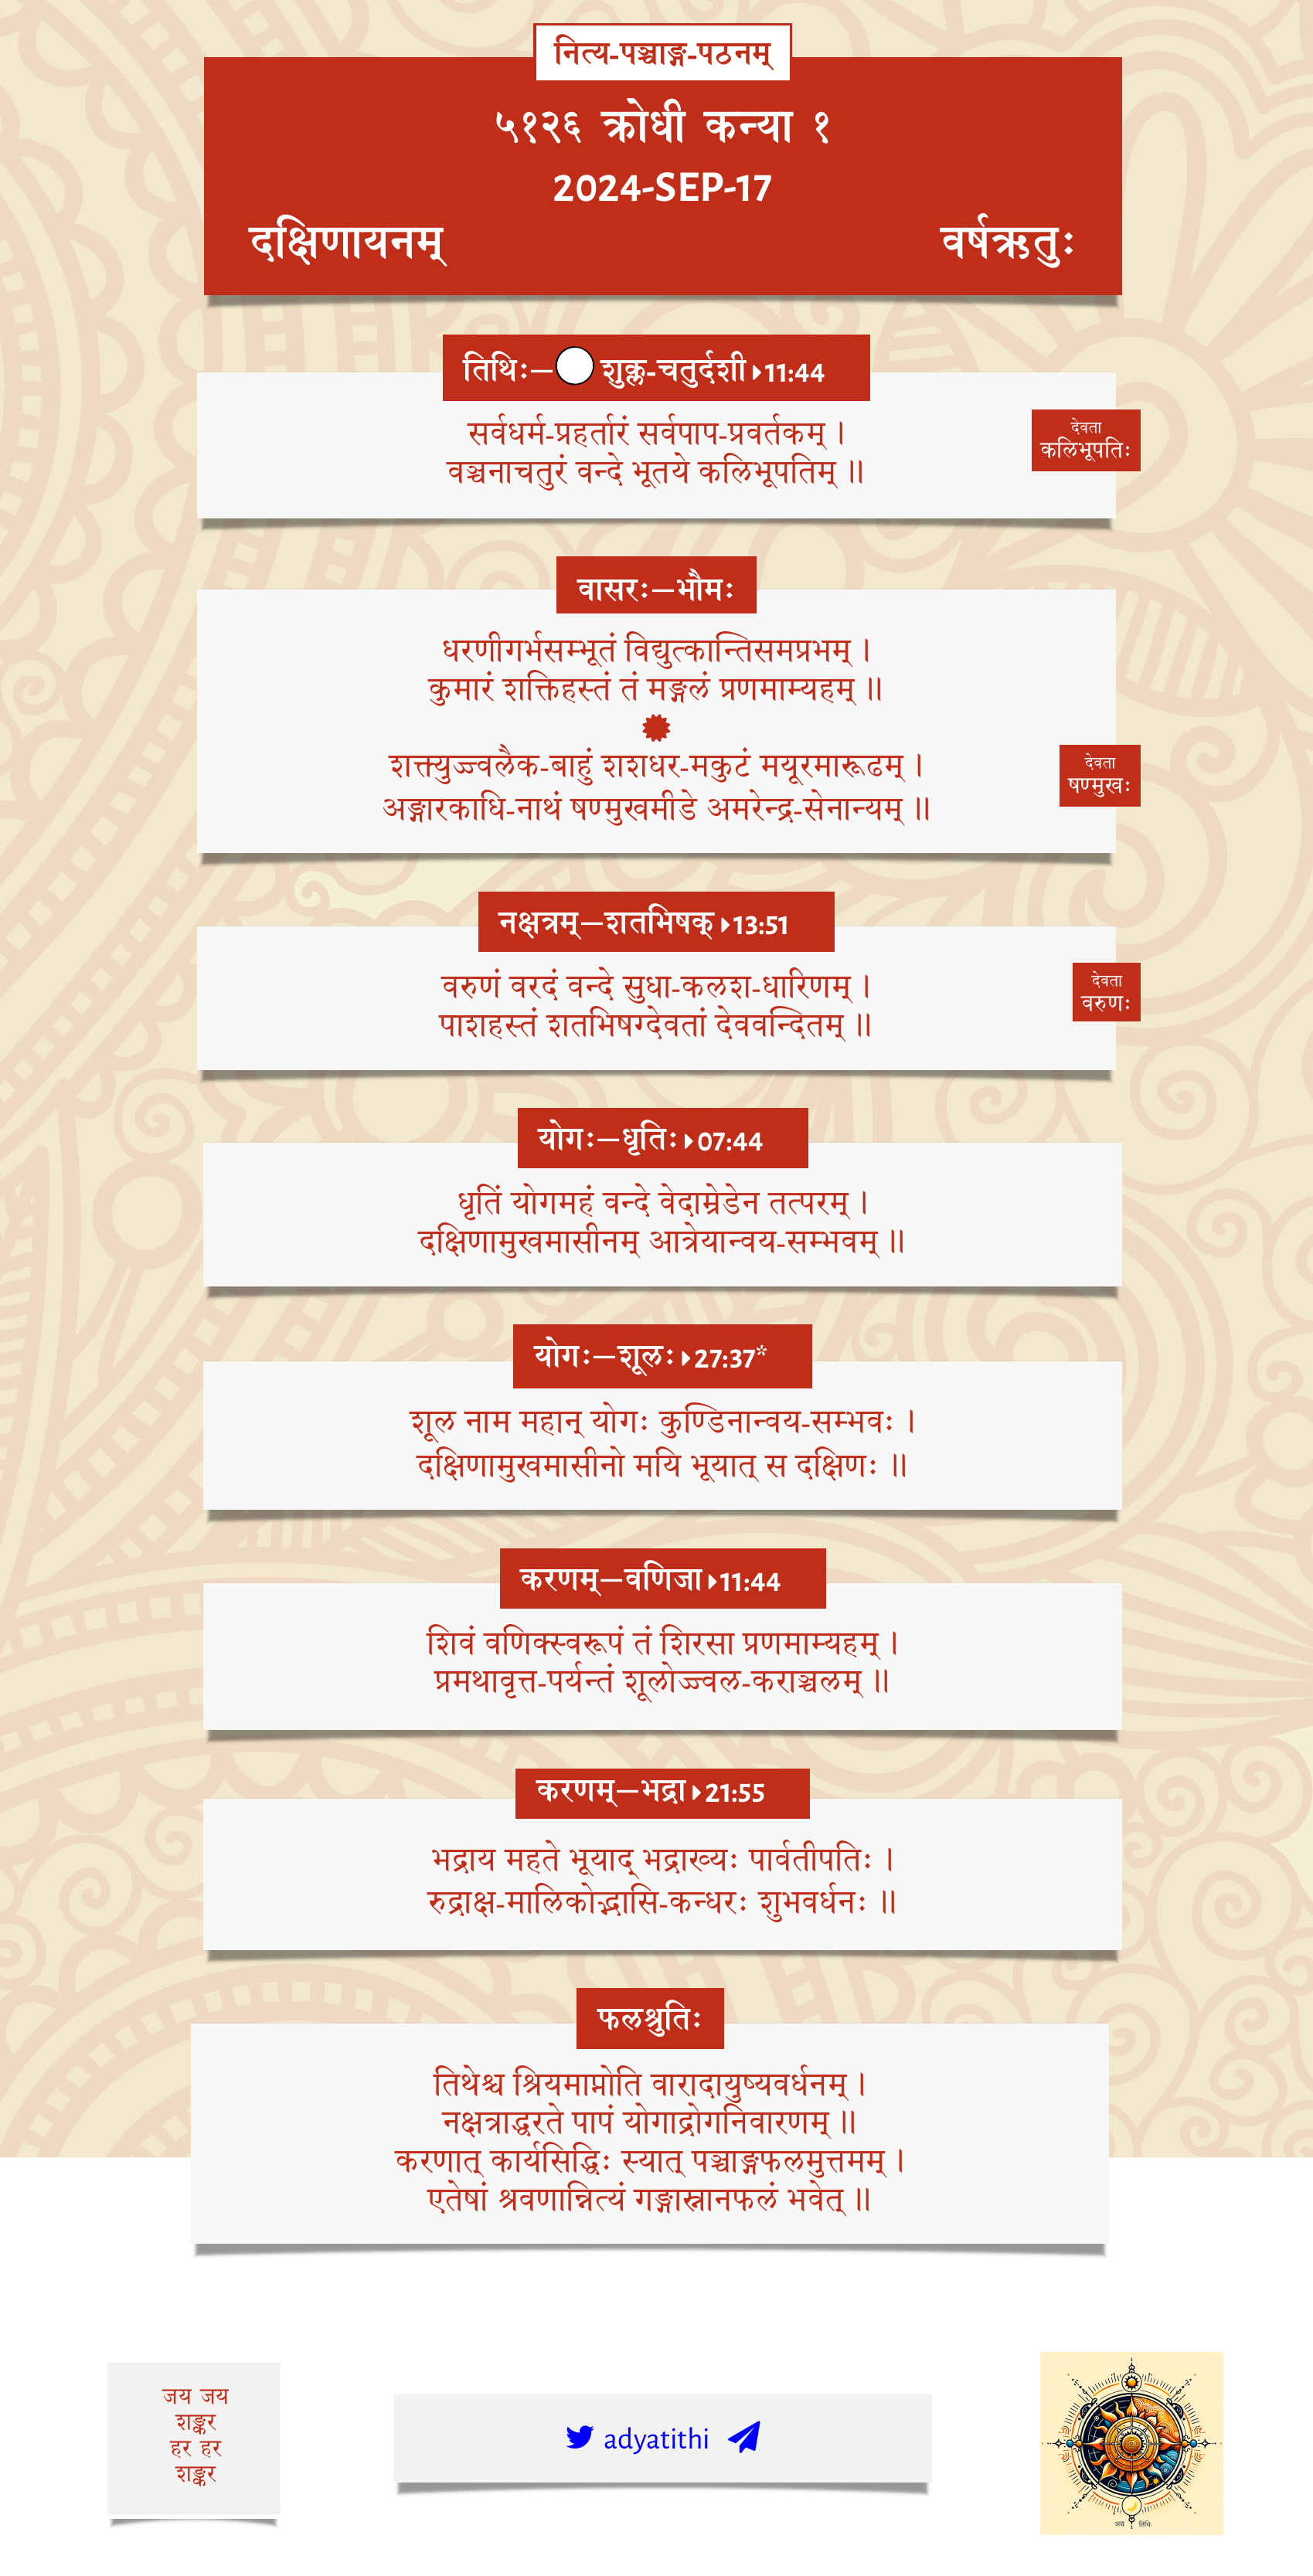 नित्य-पञ्चाङ्ग-पठनम्
५१२६ क्रोधी कन्या १
2024-SEP-17
दक्षिणायनम्
वर्षऋतुः
तिथिः— शुक्ल-चतुर्दशी 11:44
सर्वधर्म-प्रहर्तारं सर्वपाप-प्रवर्तकम् ।
वञ्चनाचतुरं वन्दे भूतये कलिभूपतिम् ॥
देवता
कलिभूपतिः
वासरः—भौमः
धरणीगर्भसम्भूतं विद्युत्कान्तिसमप्रभम् ।
कुमारं शक्तिहस्तं तं मङ्गलं प्रणमाम्यहम् ॥
शक्त्युज्ज्वलैक-बाहुं शशधर-मकुटं मयूरमारूढम् ।
अङ्गारकाधि-नाथं षण्मुखमीडे अमरेन्द्र-सेनान्यम् ॥
देवता
षण्मुखः
नक्षत्रम्—शतभिषक् 13:51
वरुणं वरदं वन्दे सुधा-कलश-धारिणम् ।
पाशहस्तं शतभिषग्देवतां देववन्दितम् ॥
देवता
वरुणः
योगः—धृतिः 07:44
धृतिं योगमहं वन्दे वेदाम्रेडेन तत्परम् ।
दक्षिणामुखमासीनम् आत्रेयान्वय-सम्भवम् ॥
योगः—शूलः 27:37*
शूल नाम महान् योगः कुण्डिनान्वय-सम्भवः ।
दक्षिणामुखमासीनो मयि भूयात् स दक्षिणः ॥
करणम्—वणिजा 11:44
शिवं वणिक्स्वरूपं तं शिरसा प्रणमाम्यहम् ।
प्रमथावृत्त-पर्यन्तं शूलोज्ज्वल-कराञ्चलम् ॥
करणम्—भद्रा 21:55
भद्राय महते भूयाद् भद्राख्यः पार्वतीपतिः ।
रुद्राक्ष-मालिकोद्भासि-कन्धरः शुभवर्धनः ॥
फलश्रुतिः
तिथेश्च श्रियमाप्नोति वारादायुष्यवर्धनम् ।
नक्षत्राद्धरते पापं योगाद्रोगनिवारणम् ॥
करणात् कार्यसिद्धिः स्यात् पञ्चाङ्गफलमुत्तमम् ।
एतेषां श्रवणान्नित्यं गङ्गास्नानफलं भवेत् ॥
जय जय
शङ्कर
हर हर
शङ्कर
adyatithi
अद्य तिथिः